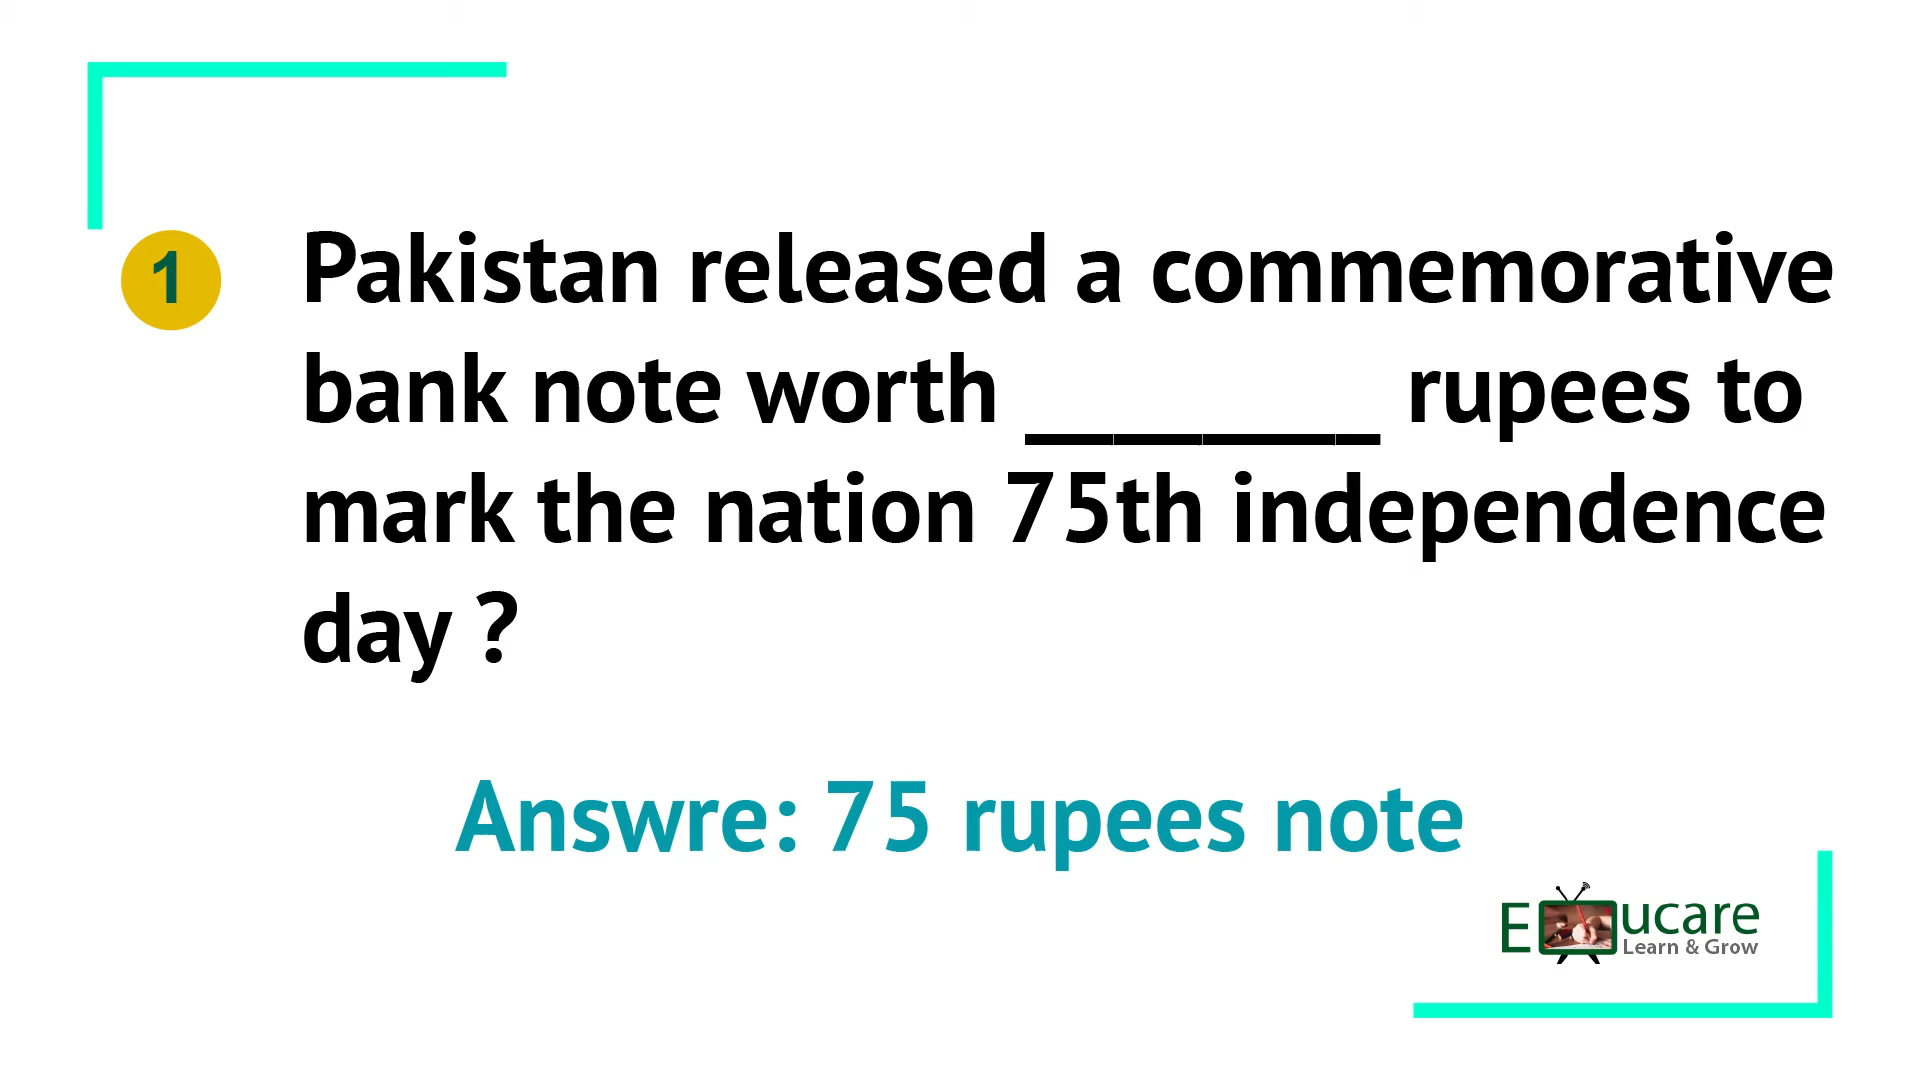 1
Pakistan released a commemorative
bank note worth ________ rupees to
mark the nation 75th independence
day ?
Answre: 75 rupees note
E ucare
Learn & Grow